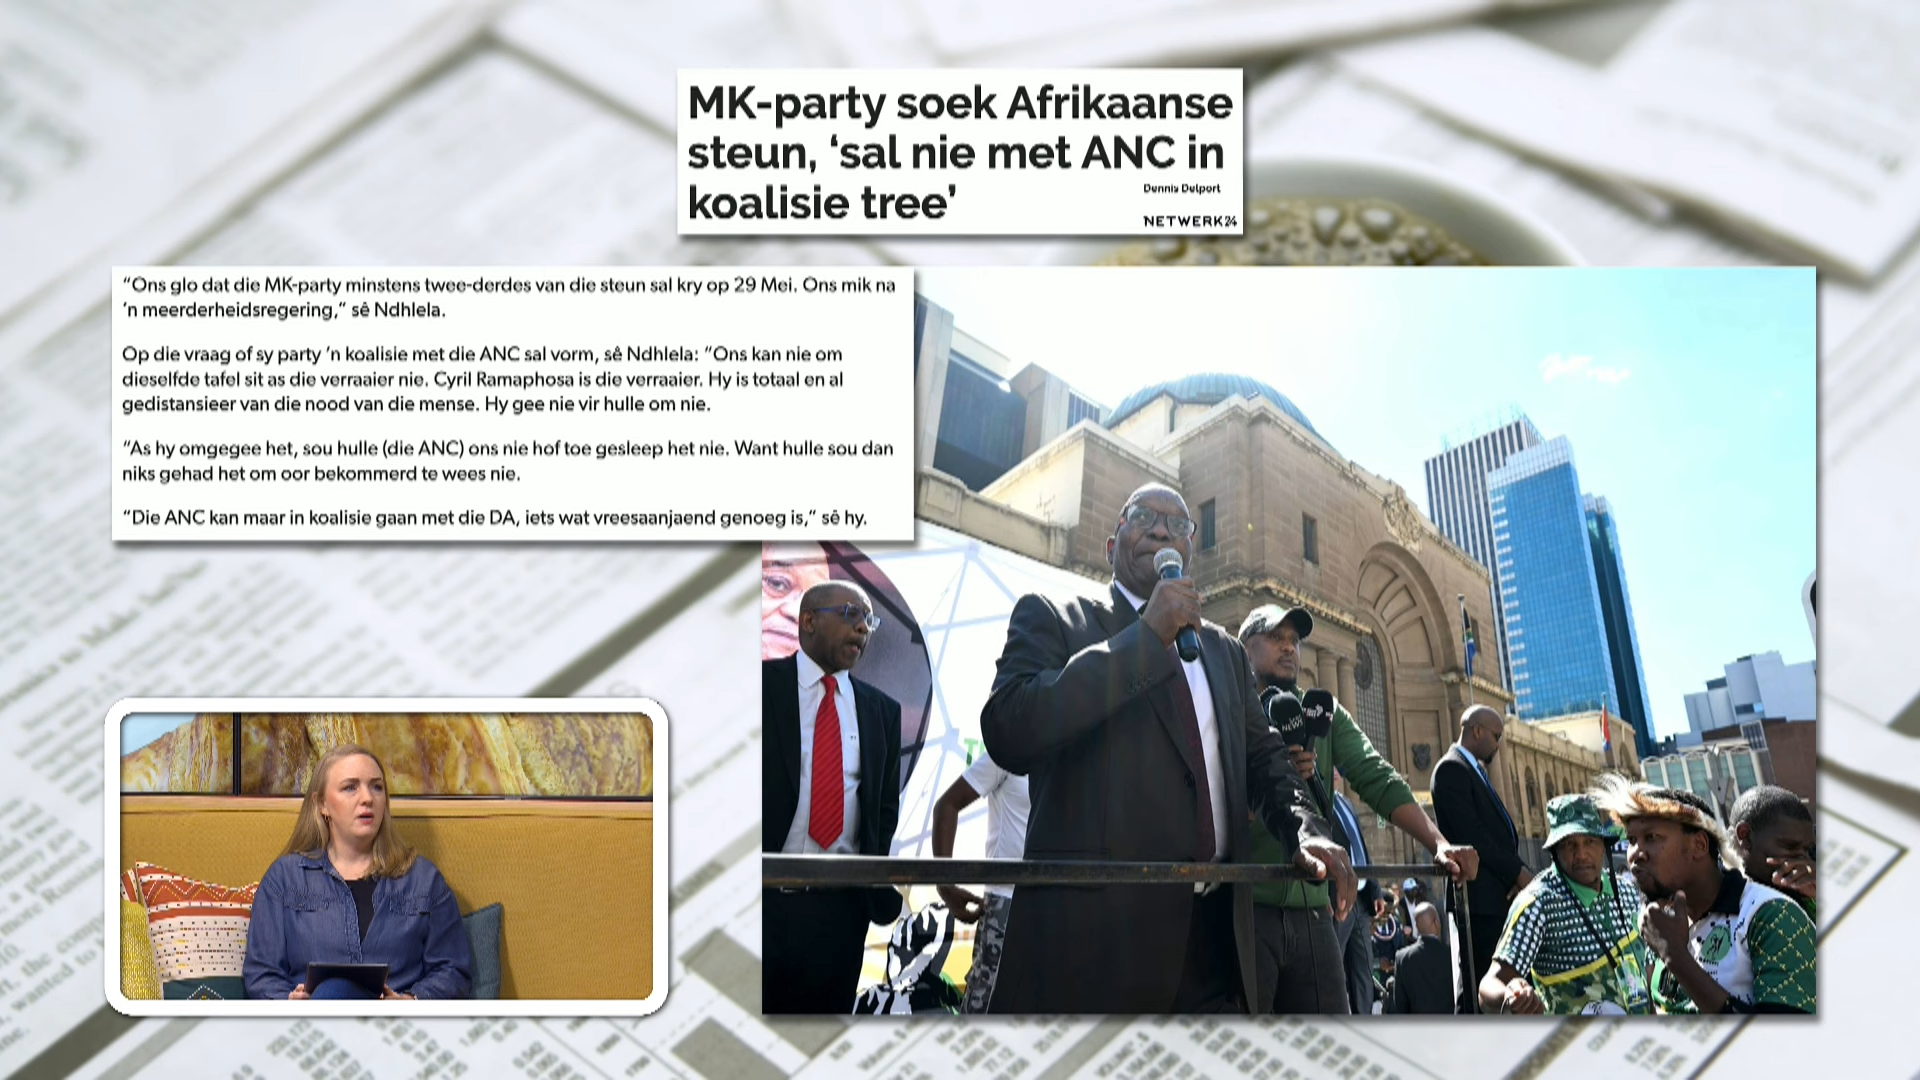 MK-party soek Afrikaanse
steun, ‘sal nie met ANC in
koalisie tree’
Dennis Delport
NETWERK24
“Ons glo dat die MK-party minstens twee-derdes van die steun sal kry op 29 Mei. Ons mik na
’n meerderheidsregering,” sê Ndhlela.
Op die vraag of sy party ’n koalisie met die ANC sal vorm, sê Ndhlela: “Ons kan nie om
dieselfde tafel sit as die verraaier nie. Cyril Ramaphosa is die verraaier. Hy is totaal en al
gedistansieer van die nood van die mense. Hy gee nie vir hulle om nie.
“As hy omgegee het, sou hulle (die ANC) ons nie hof toe gesleep het nie. Want hulle sou dan
niks gehad het om oor bekommerd te wees nie.
“Die ANC kan maar in koalisie gaan met die DA, iets wat vreesaanjaend genoeg is,” sê hy.